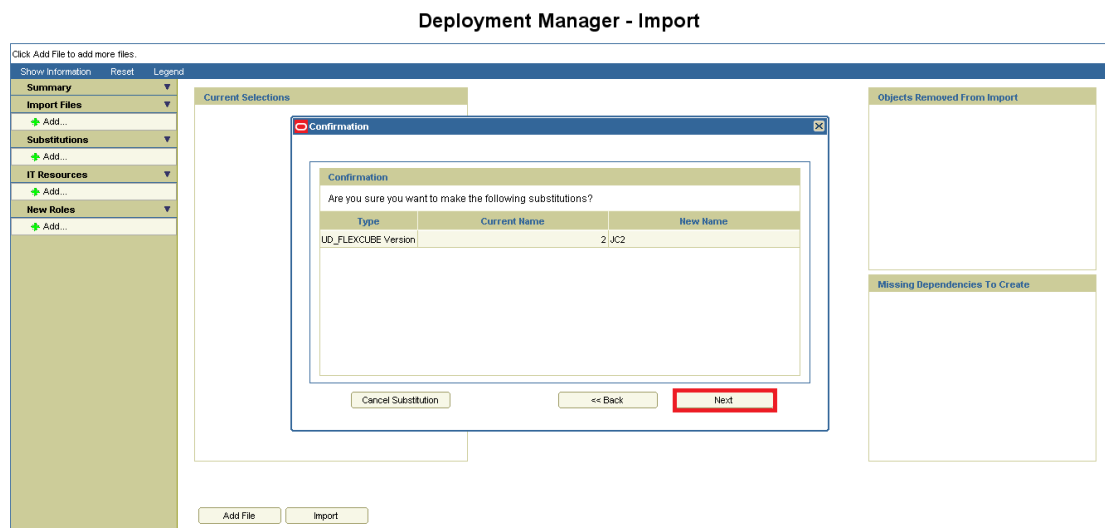 Deployment Manager - Import
Click Add File to add more files.
Show Information Reset Legend
Summary
Import Files
Add...
Substitutions
Add...
IT Resources
Add...
New Roles
Add...
Current Selections
Objects Removed From Import
Missing Dependencies To Create
Confirmation
Confirmation
Are you sure you want to make the following substitutions?
Type Current Name New Name
UD_FLEXCUBE Version 2 JC2
Cancel Substitution << Back Next
Add File Import